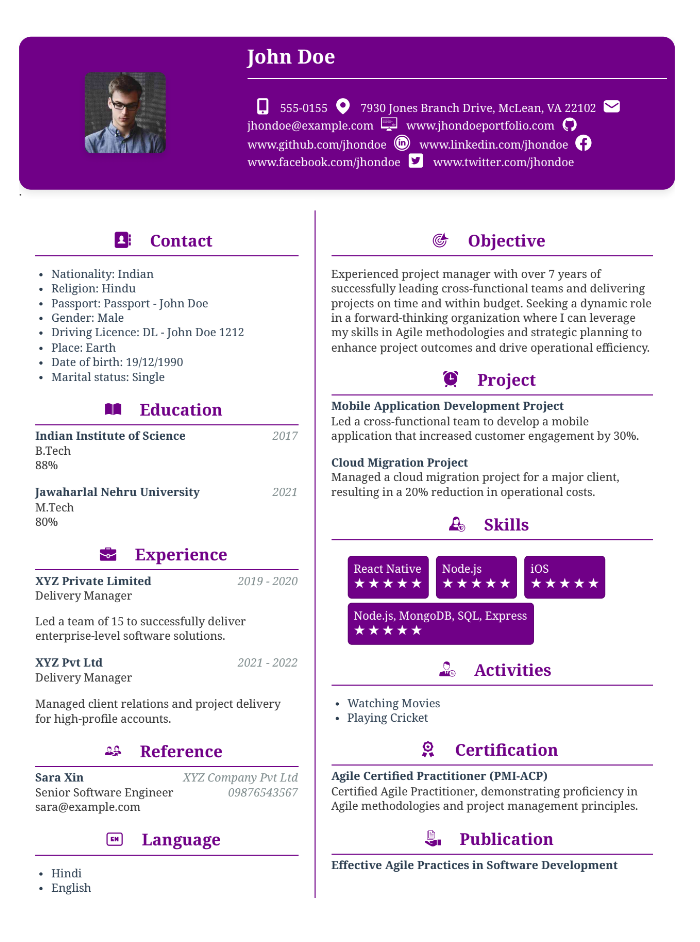 John Doe
555-0155 7930 Jones Branch Drive, McLean, VA 22102
jhondoe@example.com www.jhondoeportfolio.com
www.github.com/jhondoe www.linkedin.com/jhondoe
www.facebook.com/jhondoe www.twitter.com/jhondoe
.
Contact
• Nationality: Indian
• Religion: Hindu
• Passport: Passport - John Doe
• Gender: Male
• Driving Licence: DL - John Doe 1212
• Place: Earth
• Date of birth: 19/12/1990
• Marital status: Single
Education
Indian Institute of Science 2017
B.Tech
88%
Jawaharlal Nehru University 2021
M.Tech
80%
Experience
XYZ Private Limited 2019 - 2020
Delivery Manager
Led a team of 15 to successfully deliver
enterprise-level software solutions.
XYZ Pvt Ltd 2021 - 2022
Delivery Manager
Managed client relations and project delivery
for high-profile accounts.
Reference
Sara Xin XYZ Company Pvt Ltd
Senior Software Engineer 09876543567
sara@example.com
EN Language
• Hindi
• English
Objective
Experienced project manager with over 7 years of
successfully leading cross-functional teams and delivering
projects on time and within budget. Seeking a dynamic role
in a forward-thinking organization where I can leverage
my skills in Agile methodologies and strategic planning to
enhance project outcomes and drive operational efficiency.
Project
Mobile Application Development Project
Led a cross-functional team to develop a mobile
application that increased customer engagement by 30%.
Cloud Migration Project
Managed a cloud migration project for a major client,
resulting in a 20% reduction in operational costs.
Skills
React Native Node.js iOS
★★★★★ ★★★★★ ★★★★★
Node.js, MongoDB, SQL, Express
★★★★★
Activities
• Watching Movies
• Playing Cricket
Certification
Agile Certified Practitioner (PMI-ACP)
Certified Agile Practitioner, demonstrating proficiency in
Agile methodologies and project management principles.
Publication
Effective Agile Practices in Software Development